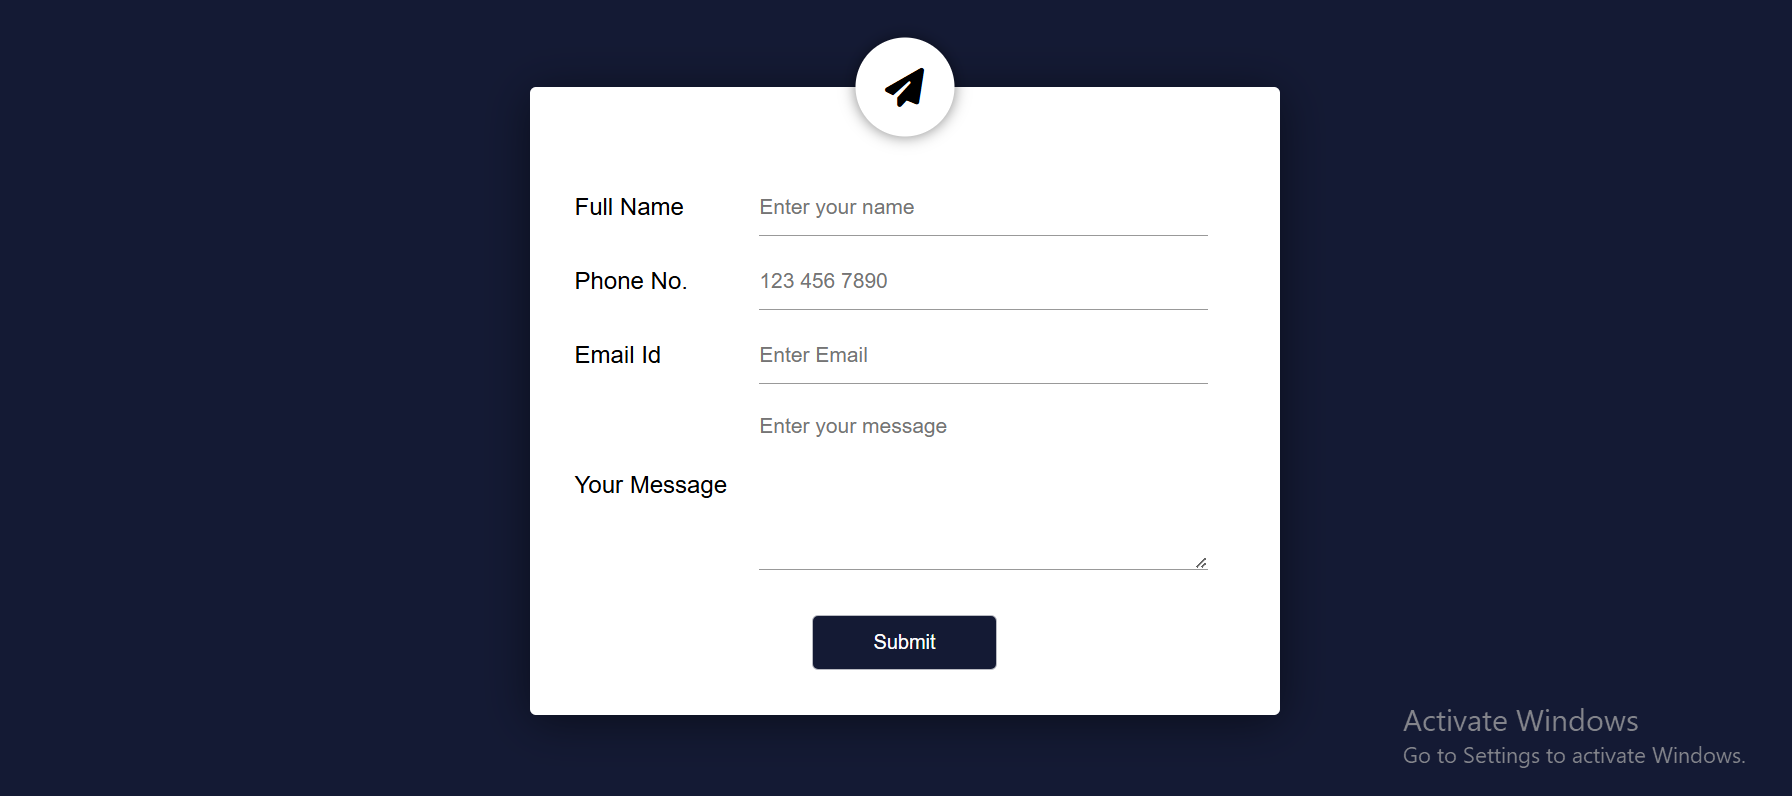 Full Name
Enter your name
Phone No.
123 456 7890
Email Id
Enter Email
Enter your message
Your Message
Submit
Activate Windows
Go to Settings to activate Windows.